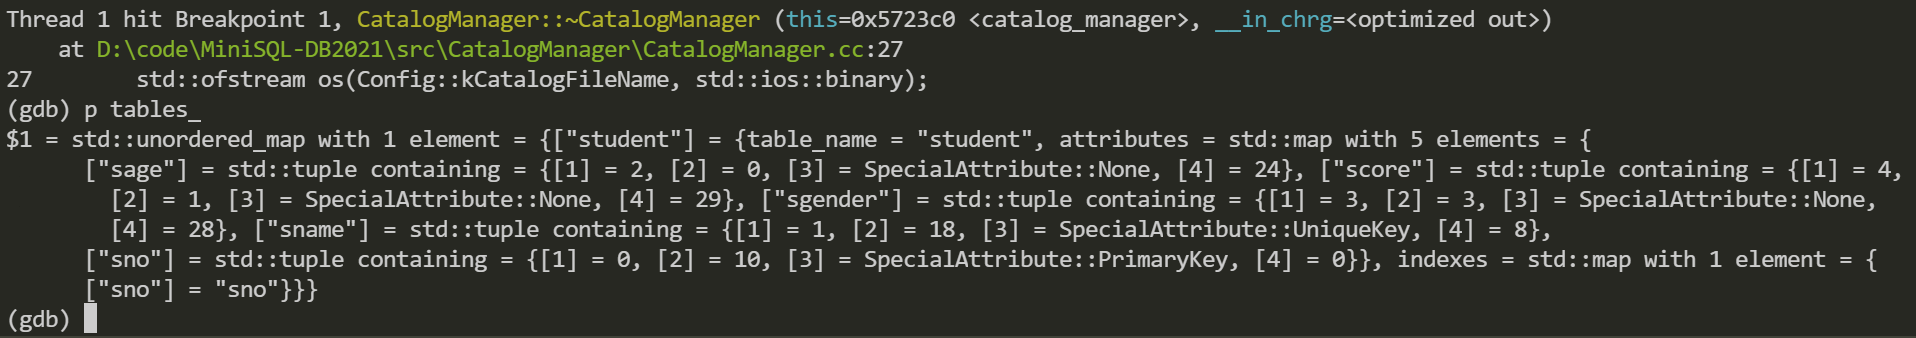 Thread 1 hit Breakpoint 1, CatalogManager::~CatalogManager (this=0x5723c0 <catalog_manager>, __in_chrg=<optimized out>)
    at D:\code\MiniSQL-DB2021\src\CatalogManager\CatalogManager.cc:27
27        std::ofstream os(Config::kCatalogFileName, std::ios::binary);
(gdb) p tables_
$1 = std::unordered_map with 1 element = {["student"] = {table_name = "student", attributes = std::map with 5 elements = {
      ["sage"] = std::tuple containing = {[1] = 2, [2] = 0, [3] = SpecialAttribute::None, [4] = 24}, ["score"] = std::tuple containing = {[1] = 4,
        [2] = 1, [3] = SpecialAttribute::None, [4] = 29}, ["sgender"] = std::tuple containing = {[1] = 3, [2] = 3, [3] = SpecialAttribute::None,
        [4] = 28}, ["sname"] = std::tuple containing = {[1] = 1, [2] = 18, [3] = SpecialAttribute::UniqueKey, [4] = 8},
      ["sno"] = std::tuple containing = {[1] = 0, [2] = 10, [3] = SpecialAttribute::PrimaryKey, [4] = 0}}, indexes = std::map with 1 element = {
      ["sno"] = "sno"}}}
(gdb)